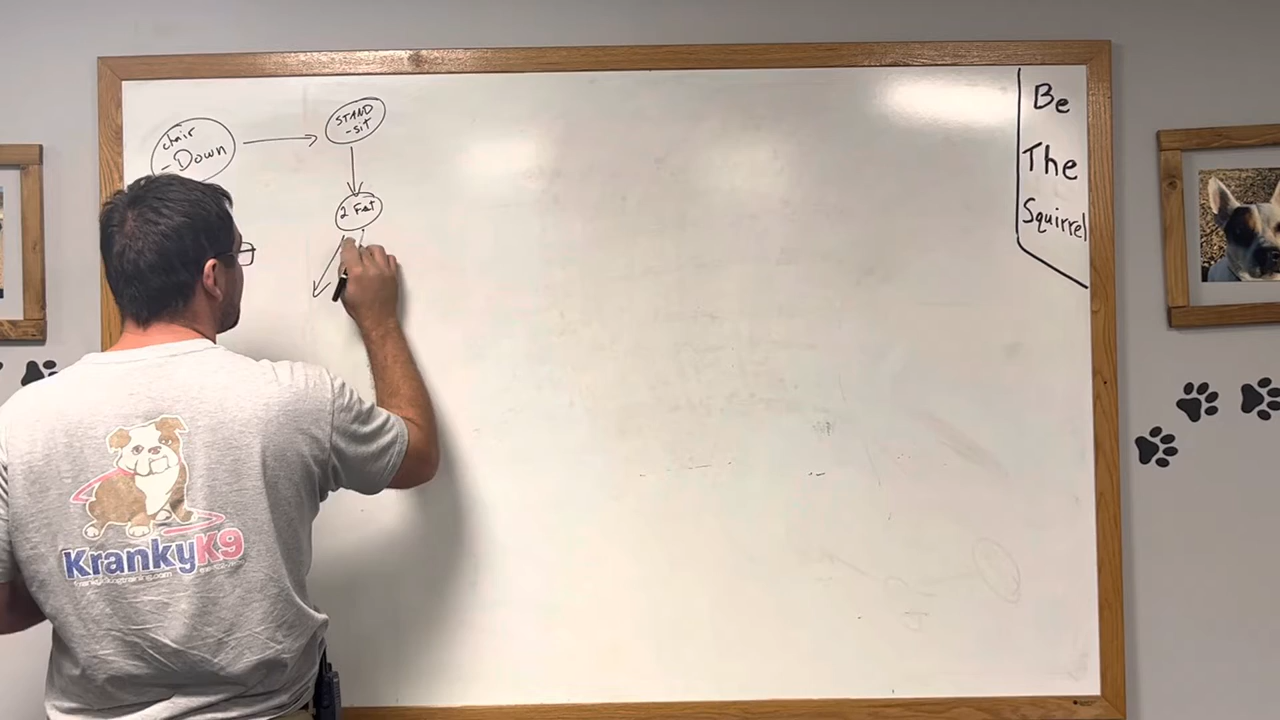 chair
- Down
STAND
- sit
2 Feet
Be
The
Squirrel
KrankyK9